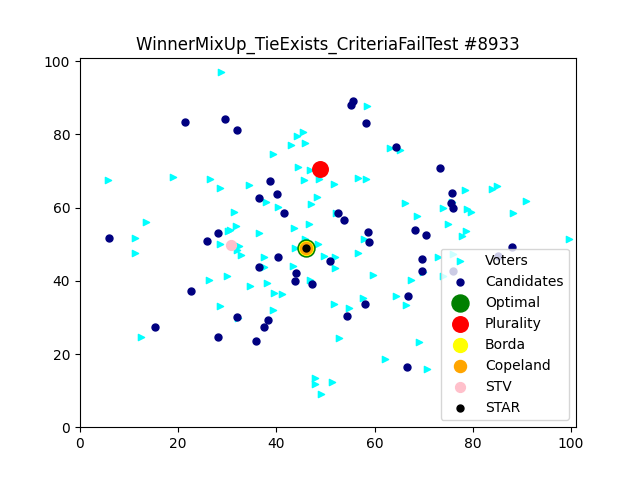 WinnerMixUp_TieExists_CriteriaFailTest #8933
100
80
60
40
20
0
0 20 40 60 80 100
Voters
Candidates
Optimal
Plurality
Borda
Copeland
STV
STAR